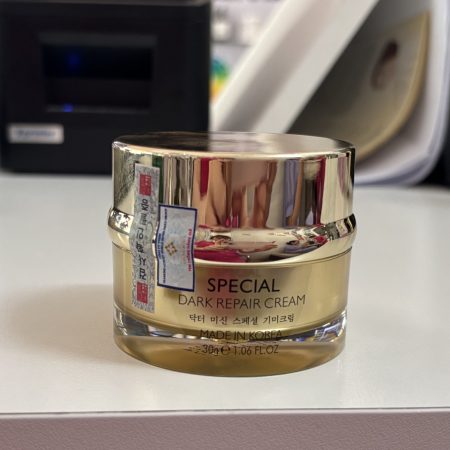 SPECIAL
DARK REPAIR CREAM
닥터 미신 스페셜 기미크림
MADE IN KOREA
30g ℮ 1.06 FL.OZ